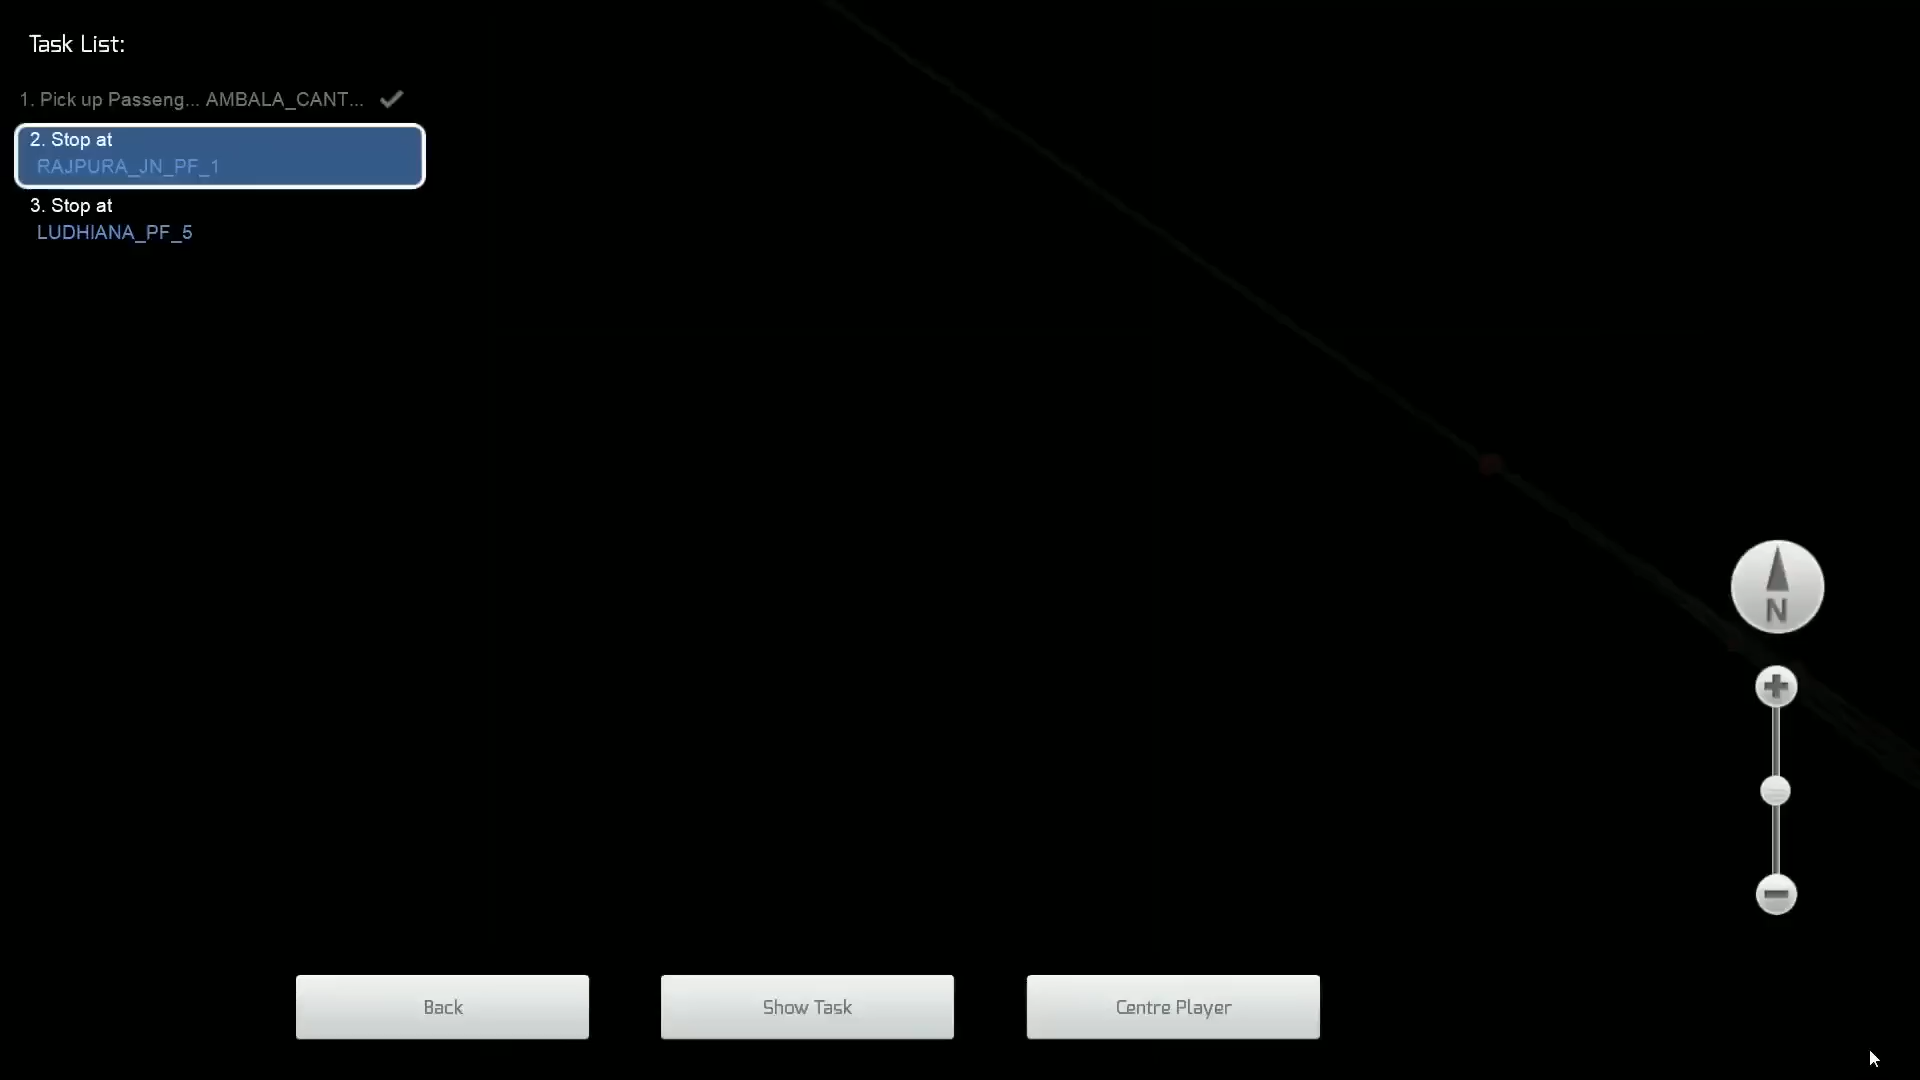 Task List:
1. Pick up Passeng... AMBALA_CANT...
2. Stop at
RAJPURA_JN_PF_1
3. Stop at
LUDHIANA_PF_5
N
Back
Show Task
Centre Player